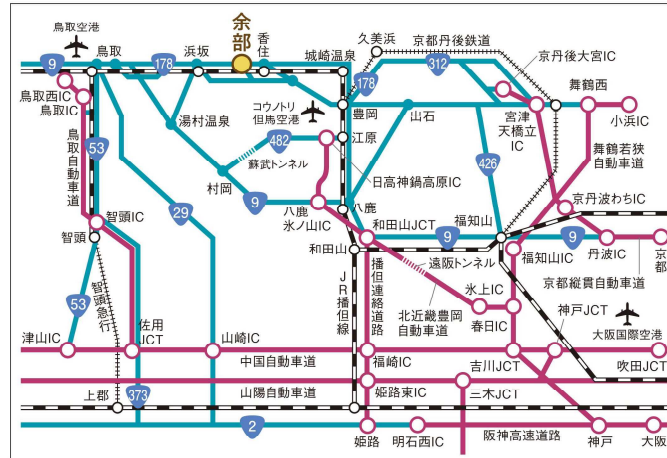 鳥取空港
鳥取
浜坂
余部
香住
城崎温泉
久美浜
京都丹後鉄道
京丹後大宮IC
9
178
178
312
鳥取西IC
鳥取IC
コウノトリ
但馬空港
豊岡
山石
宮津
天橋立
IC
舞鶴西
小浜IC
湯村温泉
482
江原
蘇武トンネル
日高神鍋高原IC
舞鶴若狭
自動車道
鳥取自動車道
53
村岡
9
29
426
八鹿
氷ノ山IC
八鹿
京丹波わちIC
和田山JCT
福知山
智頭IC
智頭
和田山
9
福知山IC
9
丹波IC
京都
遠阪トンネル
京都縦貫自動車道
53
智頭急行
JR播但線
播但連絡道路
氷上IC
北近畿豊岡
自動車道
春日IC
神戸JCT
大阪国際空港
津山IC
佐用
JCT
山崎IC
中国自動車道
福崎IC
吉川JCT
吹田JCT
上郡
373
山陽自動車道
姫路東IC
三木JCT
2
姫路
明石西IC
阪神高速道路
神戸
大阪